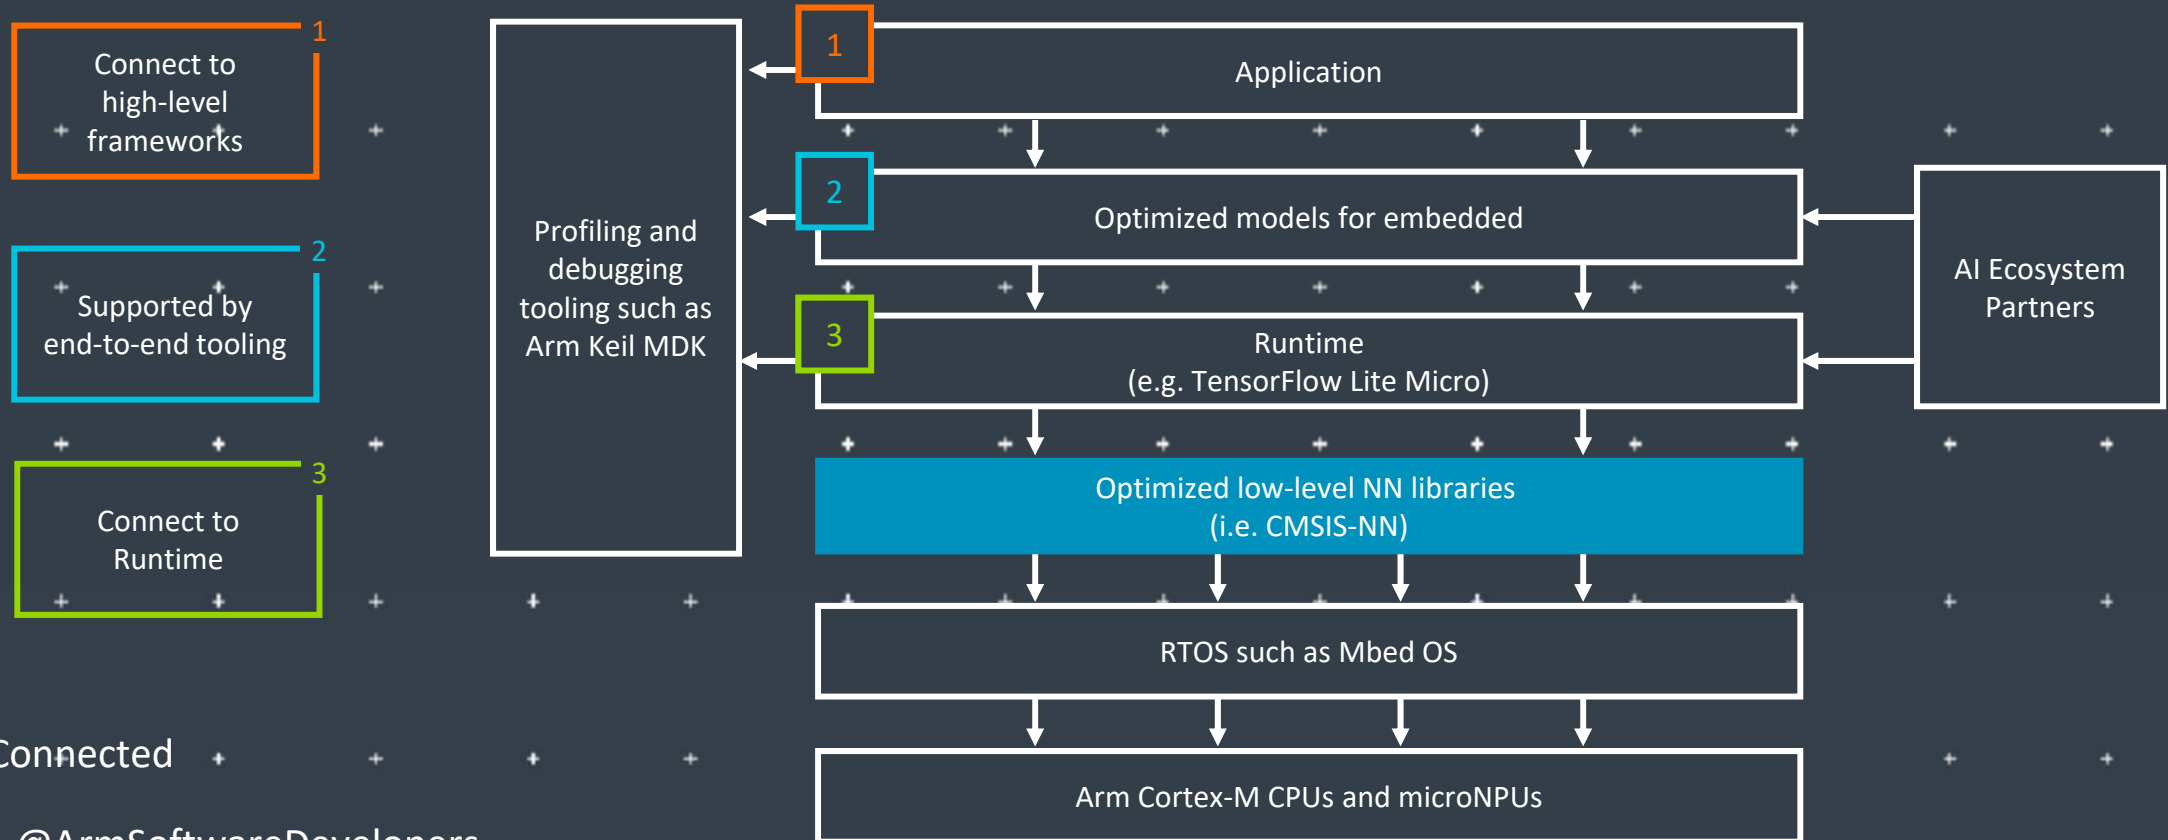 1
Connect to
high-level
frameworks
2
Supported by
end-to-end tooling
3
Connect to
Runtime
Profiling and
debugging
tooling such as
Arm Keil MDK
1
Application
2
Optimized models for embedded
3
Runtime
(e.g. TensorFlow Lite Micro)
Optimized low-level NN libraries
(i.e. CMSIS-NN)
RTOS such as Mbed OS
Arm Cortex-M CPUs and microNPUs
AI Ecosystem
Partners
Connected
@ArmSoftwareDevelopers